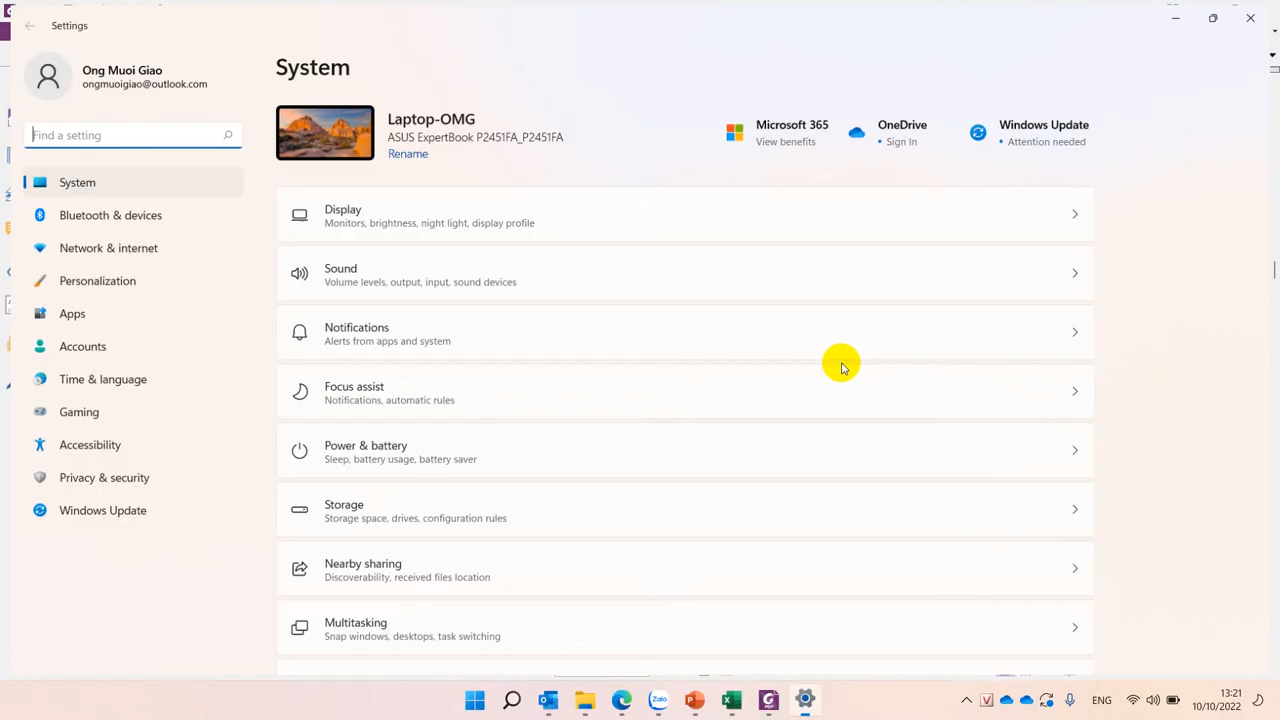 Settings
Ong Muoi Giao
ongmuoigiao@outlook.com
Find a setting
System
Bluetooth & devices
Network & internet
Personalization
Apps
Accounts
Time & language
Gaming
Accessibility
Privacy & security
Windows Update
System
Laptop-OMG
ASUS ExpertBook P2451FA_P2451FA
Rename
Microsoft 365
View benefits
OneDrive
• Sign In
Windows Update
• Attention needed
Display
Monitors, brightness, night light, display profile
Sound
Volume levels, output, input, sound devices
Notifications
Alerts from apps and system
Focus assist
Notifications, automatic rules
Power & battery
Sleep, battery usage, battery saver
Storage
Storage space, drives, configuration rules
Nearby sharing
Discoverability, received files location
Multitasking
Snap windows, desktops, task switching
Zalo
ENG
13:21
10/10/2022